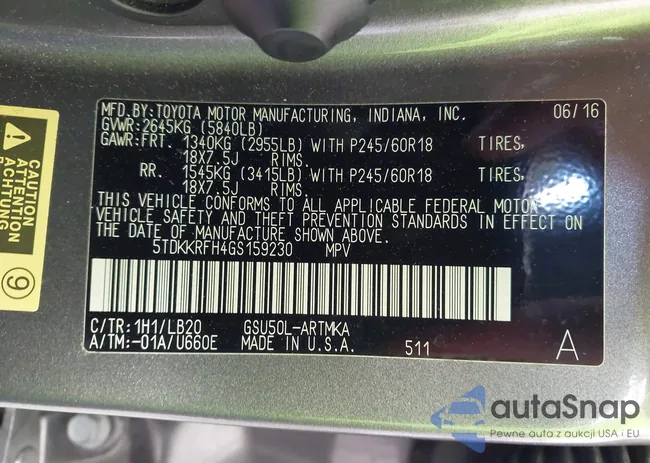 MFD.BY:TOYOTA MOTOR MANUFACTURING, INDIANA, INC. 06/16
GVWR:2645KG (5840LB)
GAWR:FRT. 1340KG (2955LB) WITH P245/60R18 TIRES,
18X7.5J RIMS.
RR. 1545KG (3415LB) WITH P245/60R18 TIRES,
18X7.5J RIMS.
THIS VEHICLE CONFORMS TO ALL APPLICABLE FEDERAL MOTOR
VEHICLE SAFETY AND THEFT PREVENTION STANDARDS IN EFFECT ON
THE DATE OF MANUFACTURE SHOWN ABOVE.
5TDKKRFH4GS159230 MPV
C/TR:1H1/LB20 GSU50L-ARTMKA
A/TM:-01A/U660E MADE IN U.S.A. 511 A
ATTENTION
ACHTUNG
9
autaSnap
Pewne auta z aukcji USA i EU